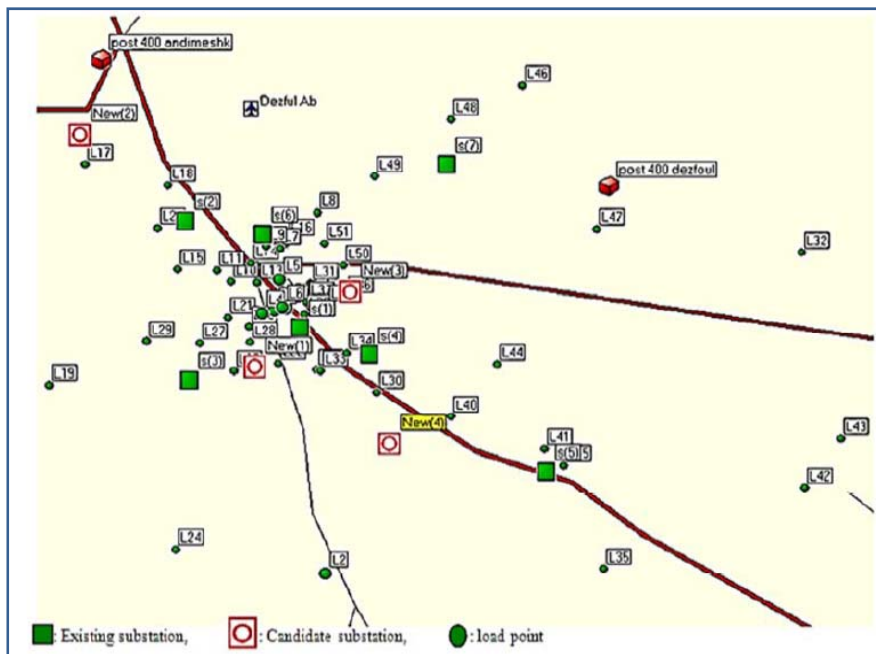 post 400 andimeshk
Dezful Ab
L46
New(2)
L48
s(7)
L17
L49
post 400 dezfoul
L18
s(2)
L8
s(6)
L51
L47
L32
L7
L15
L11
L5
L50
L31
New(3)
L6
L21
s(1)
L29
L27
L28
New(1)
L34
s(4)
L44
L19
s(3)
L33
L30
L40
New(4)
L41
L43
s(5)
L42
L24
L2
L35
: Existing substation,
: Candidate substation,
: load point